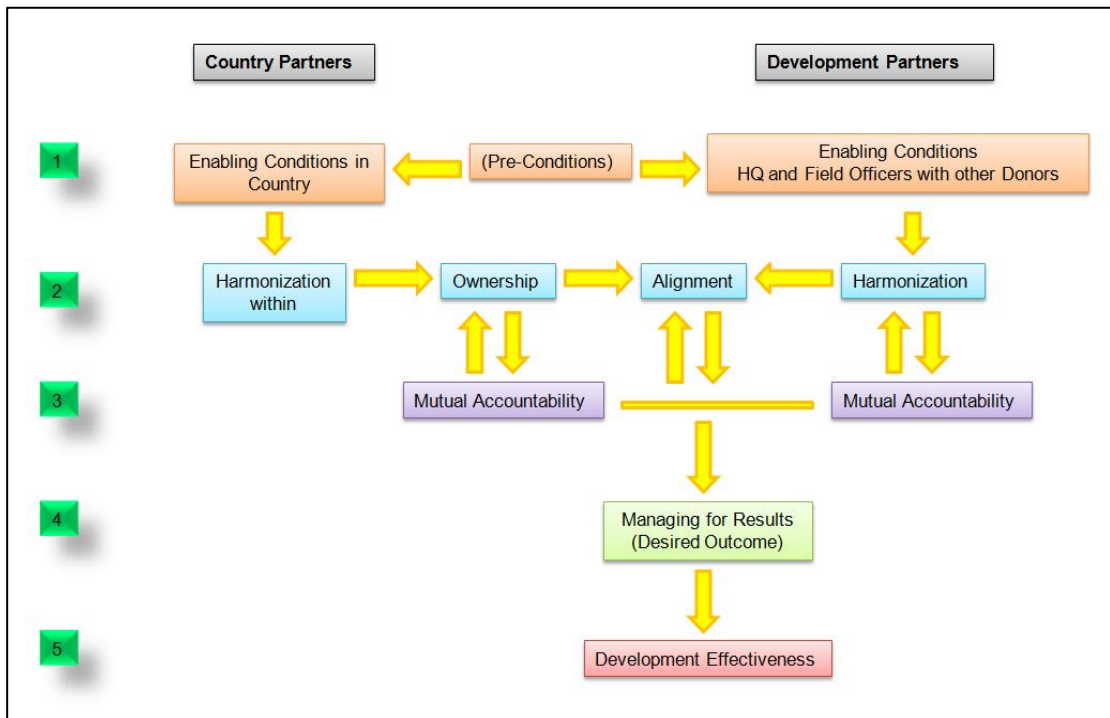 Country Partners
Development Partners
1
Enabling Conditions in
Country
(Pre-Conditions)
Enabling Conditions
HQ and Field Officers with other Donors
2
Harmonization
within
Ownership
Alignment
Harmonization
3
Mutual Accountability
Mutual Accountability
4
Managing for Results
(Desired Outcome)
5
Development Effectiveness